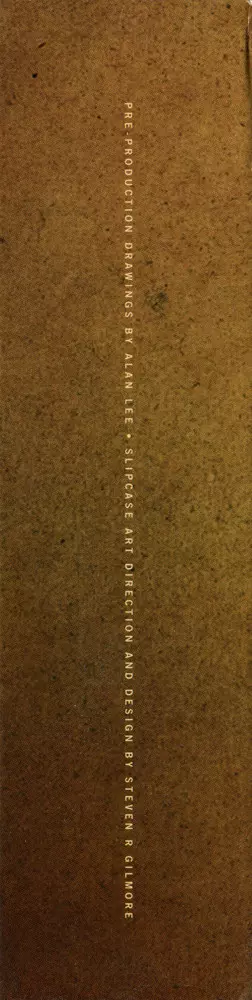 PRE-PRODUCTION DRAWINGS BY ALAN LEE • SLIPCASE ART DIRECTION AND DESIGN BY STEVEN R GILMORE